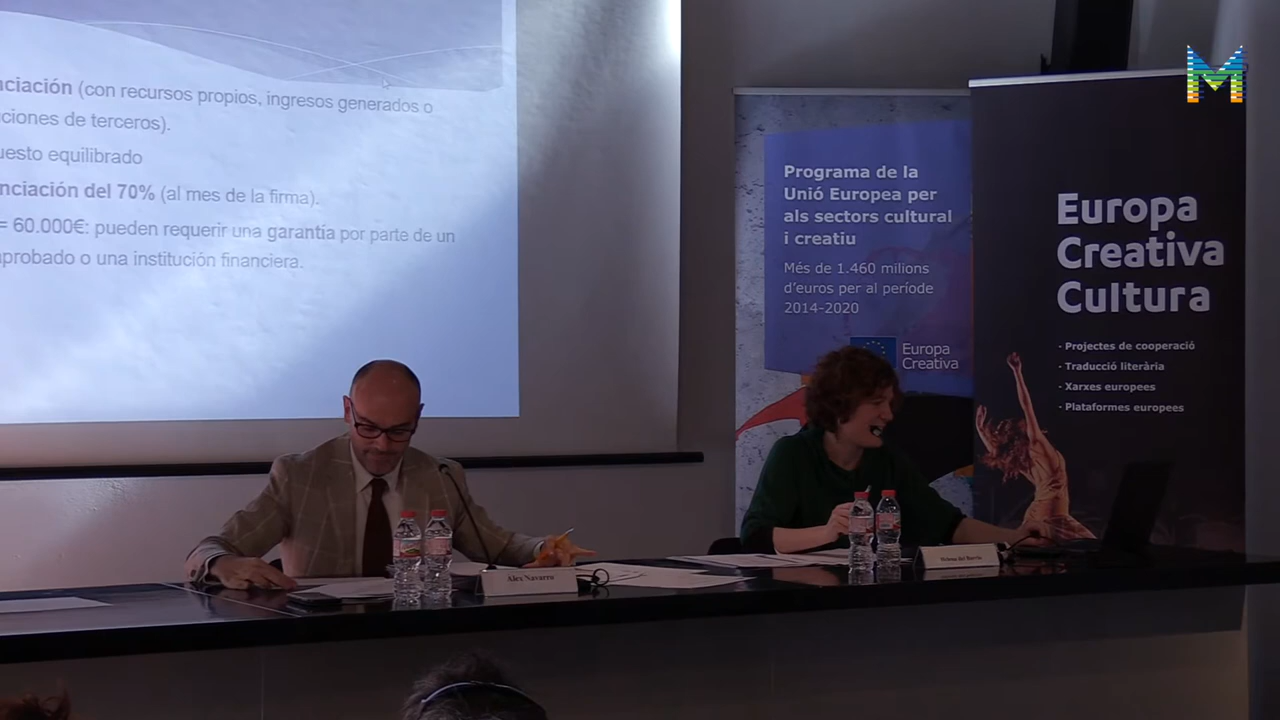 nciación (con recursos propios, ingresos generados o
ciones de terceros).
uesto equilibrado
nciación del 70% (al mes de la firma).
= 60.000€: pueden requerir una garantía por parte de un
probado o una institución financiera.
Programa de la
Unió Europea per
als sectors cultural
i creatiu
Més de 1.460 milions
d'euros per al període
2014-2020
Europa
Creativa
M
Europa
Creativa
Cultura
- Projectes de cooperació
- Traducció literària
- Xarxes europees
- Plataformes europees
Alex Navarro